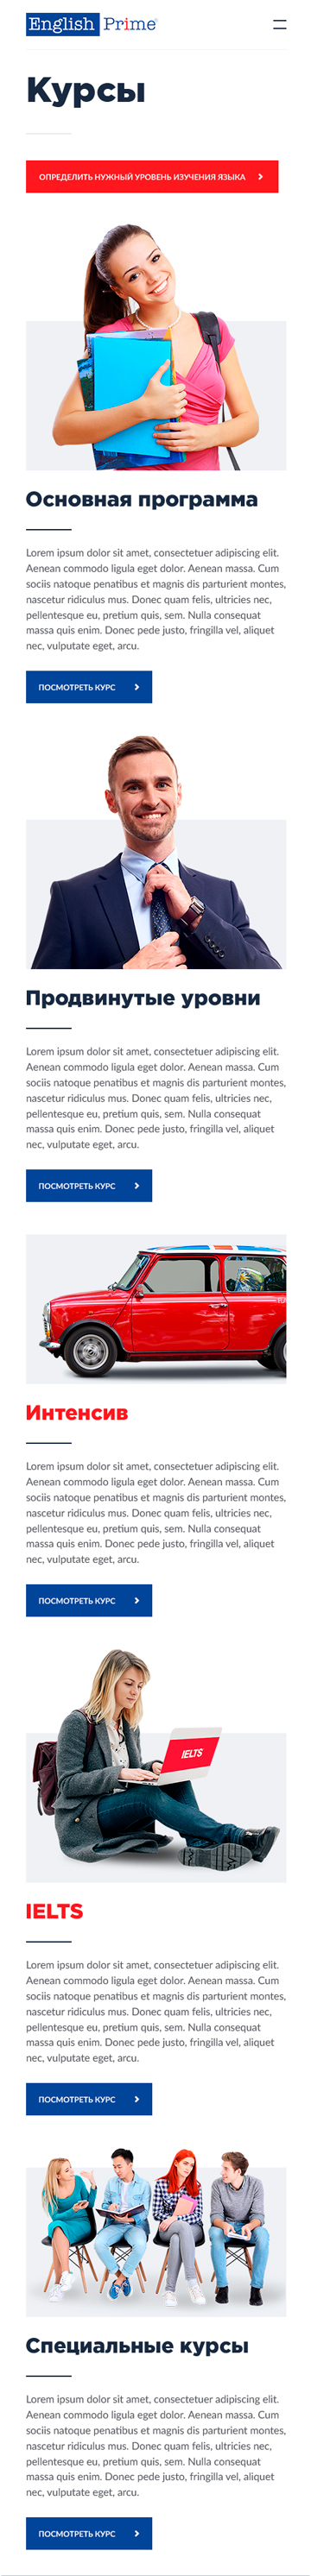 English Prime
Курсы
ОПРЕДЕЛИТЬ НУЖНЫЙ УРОВЕНЬ ИЗУЧЕНИЯ ЯЗЫКА
Основная программа
Lorem ipsum dolor sit amet, consectetuer adipiscing elit.
Aenean commodo ligula eget dolor. Aenean massa. Cum
sociis natoque penatibus et magnis dis parturient montes,
nascetur ridiculus mus. Donec quam felis, ultricies nec,
pellentesque eu, pretium quis, sem. Nulla consequat
massa quis enim. Donec pede justo, fringilla vel, aliquet
nec, vulputate eget, arcu.
ПОСМОТРЕТЬ КУРС
Продвинутые уровни
Lorem ipsum dolor sit amet, consectetuer adipiscing elit.
Aenean commodo ligula eget dolor. Aenean massa. Cum
sociis natoque penatibus et magnis dis parturient montes,
nascetur ridiculus mus. Donec quam felis, ultricies nec,
pellentesque eu, pretium quis, sem. Nulla consequat
massa quis enim. Donec pede justo, fringilla vel, aliquet
nec, vulputate eget, arcu.
ПОСМОТРЕТЬ КУРС
Интенсив
Lorem ipsum dolor sit amet, consectetuer adipiscing elit.
Aenean commodo ligula eget dolor. Aenean massa. Cum
sociis natoque penatibus et magnis dis parturient montes,
nascetur ridiculus mus. Donec quam felis, ultricies nec,
pellentesque eu, pretium quis, sem. Nulla consequat
massa quis enim. Donec pede justo, fringilla vel, aliquet
nec, vulputate eget, arcu.
ПОСМОТРЕТЬ КУРС
IELTS
IELTS
Lorem ipsum dolor sit amet, consectetuer adipiscing elit.
Aenean commodo ligula eget dolor. Aenean massa. Cum
sociis natoque penatibus et magnis dis parturient montes,
nascetur ridiculus mus. Donec quam felis, ultricies nec,
pellentesque eu, pretium quis, sem. Nulla consequat
massa quis enim. Donec pede justo, fringilla vel, aliquet
nec, vulputate eget, arcu.
ПОСМОТРЕТЬ КУРС
Специальные курсы
Lorem ipsum dolor sit amet, consectetuer adipiscing elit.
Aenean commodo ligula eget dolor. Aenean massa. Cum
sociis natoque penatibus et magnis dis parturient montes,
nascetur ridiculus mus. Donec quam felis, ultricies nec,
pellentesque eu, pretium quis, sem. Nulla consequat
massa quis enim. Donec pede justo, fringilla vel, aliquet
nec, vulputate eget, arcu.
ПОСМОТРЕТЬ КУРС